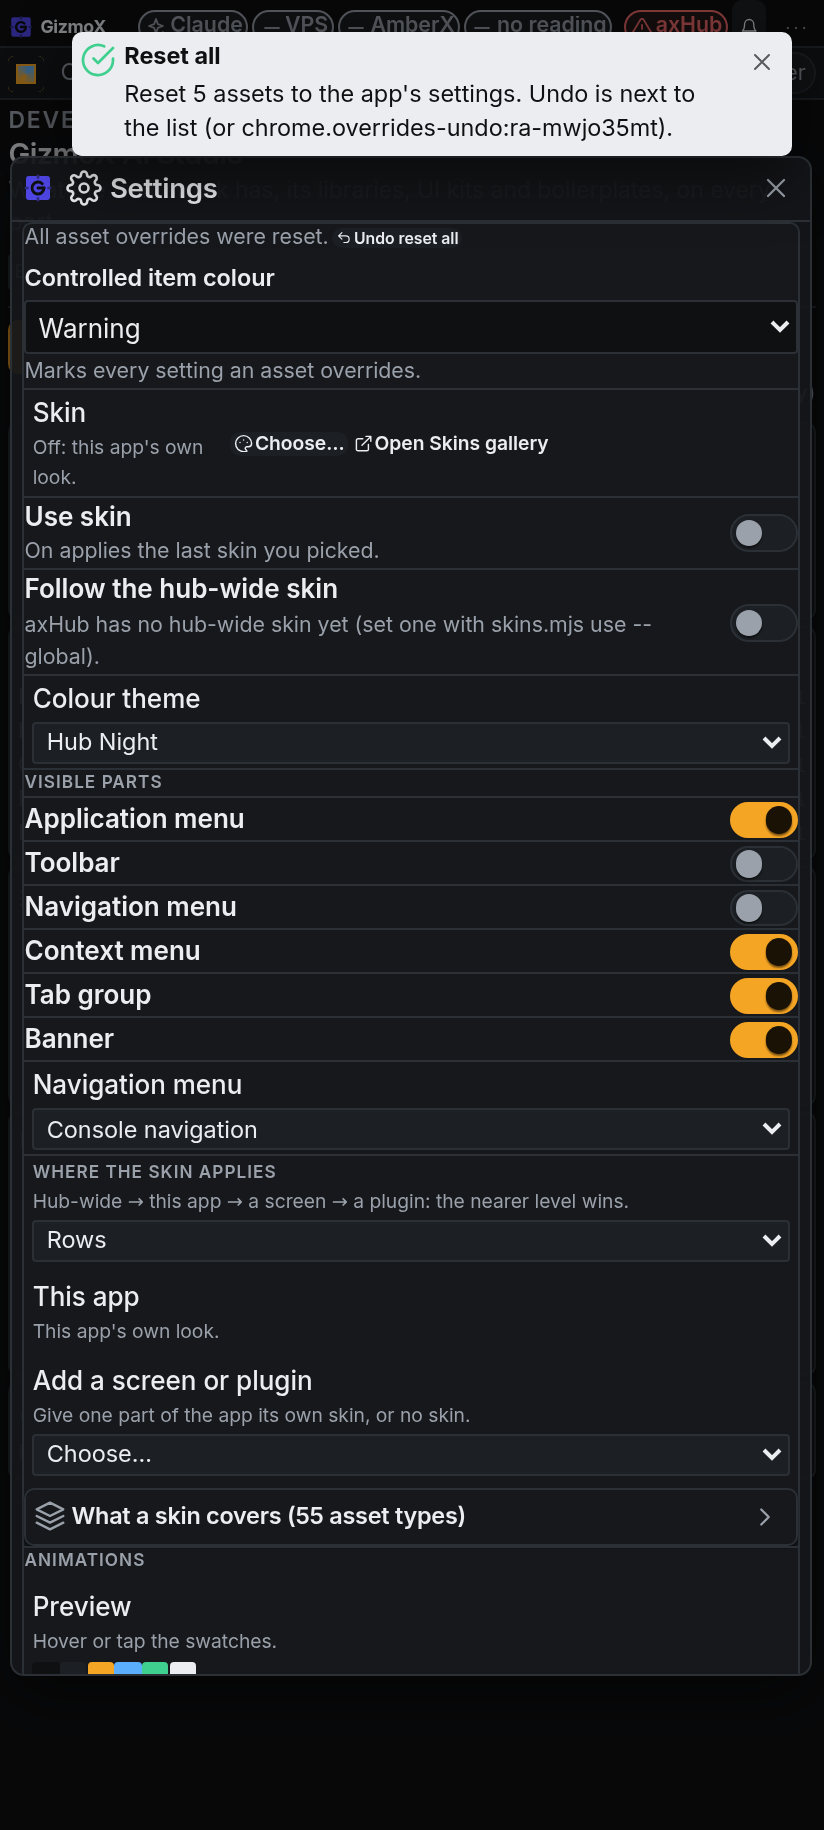 GizmoX Claude VPS AmberX no reading axHub ...
Reset all
Reset 5 assets to the app's settings. Undo is next to
the list (or chrome.overrides-undo:ra-mwjo35mt).
Settings
All asset overrides were reset. Undo reset all
Controlled item colour
Warning
Marks every setting an asset overrides.
Skin
Off: this app's own
look.
Choose... Open Skins gallery
Use skin
On applies the last skin you picked.
Follow the hub-wide skin
axHub has no hub-wide skin yet (set one with skins.mjs use --
global).
Colour theme
Hub Night
VISIBLE PARTS
Application menu
Toolbar
Navigation menu
Context menu
Tab group
Banner
Navigation menu
Console navigation
WHERE THE SKIN APPLIES
Hub-wide → this app → a screen → a plugin: the nearer level wins.
Rows
This app
This app's own look.
Add a screen or plugin
Give one part of the app its own skin, or no skin.
Choose...
What a skin covers (55 asset types)
ANIMATIONS
Preview
Hover or tap the swatches.